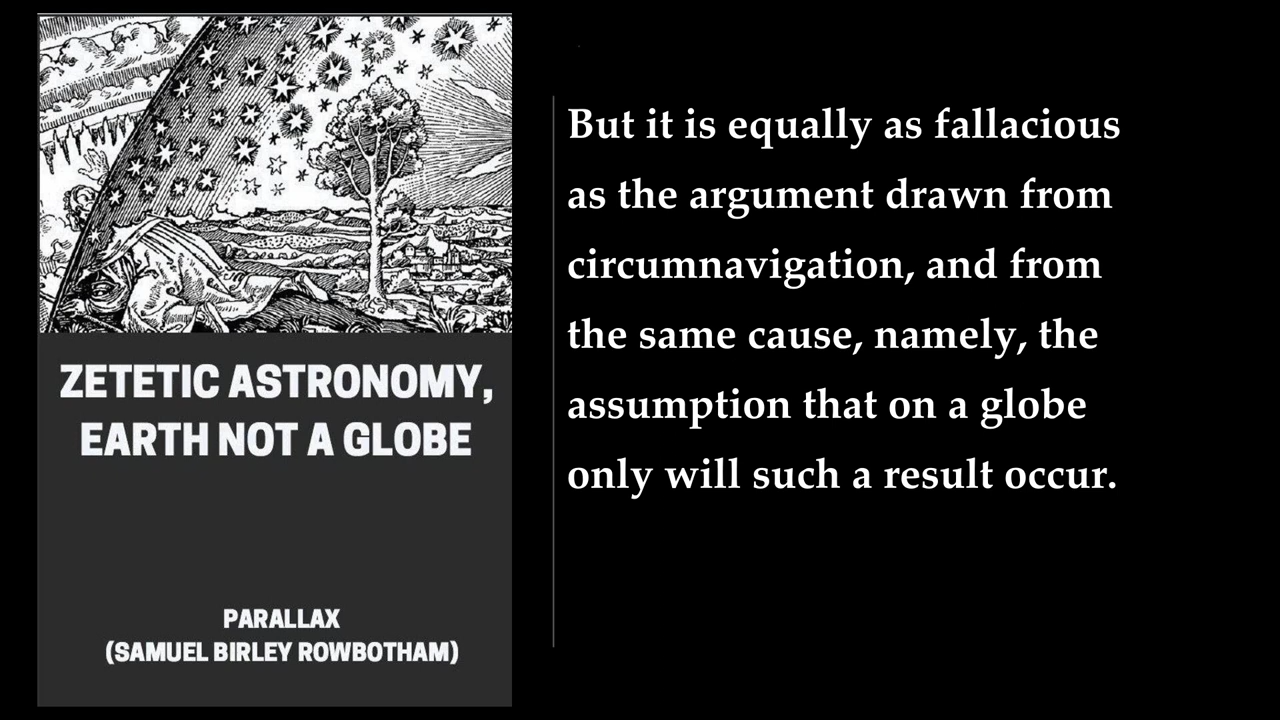 ZETETIC ASTRONOMY,
EARTH NOT A GLOBE
PARALLAX
(SAMUEL BIRLEY ROWBOTHAM)
But it is equally as fallacious
as the argument drawn from
circumnavigation, and from
the same cause, namely, the
assumption that on a globe
only will such a result occur.